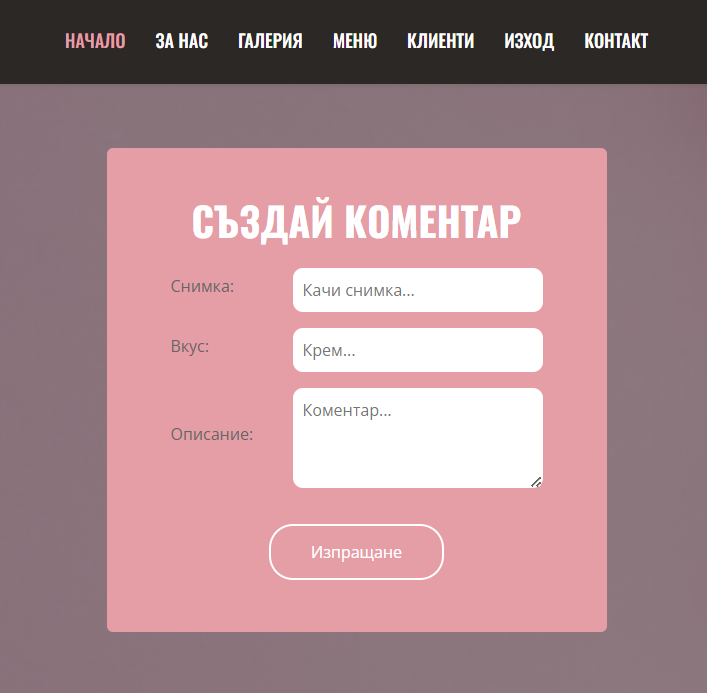 НАЧАЛО ЗА НАС ГАЛЕРИЯ МЕНЮ КЛИЕНТИ ИЗХОД КОНТАКТ
СЪЗДАЙ КОМЕНТАР
Снимка: Качи снимка...
Вкус: Крем...
Коментар...
Описание:
Изпращане